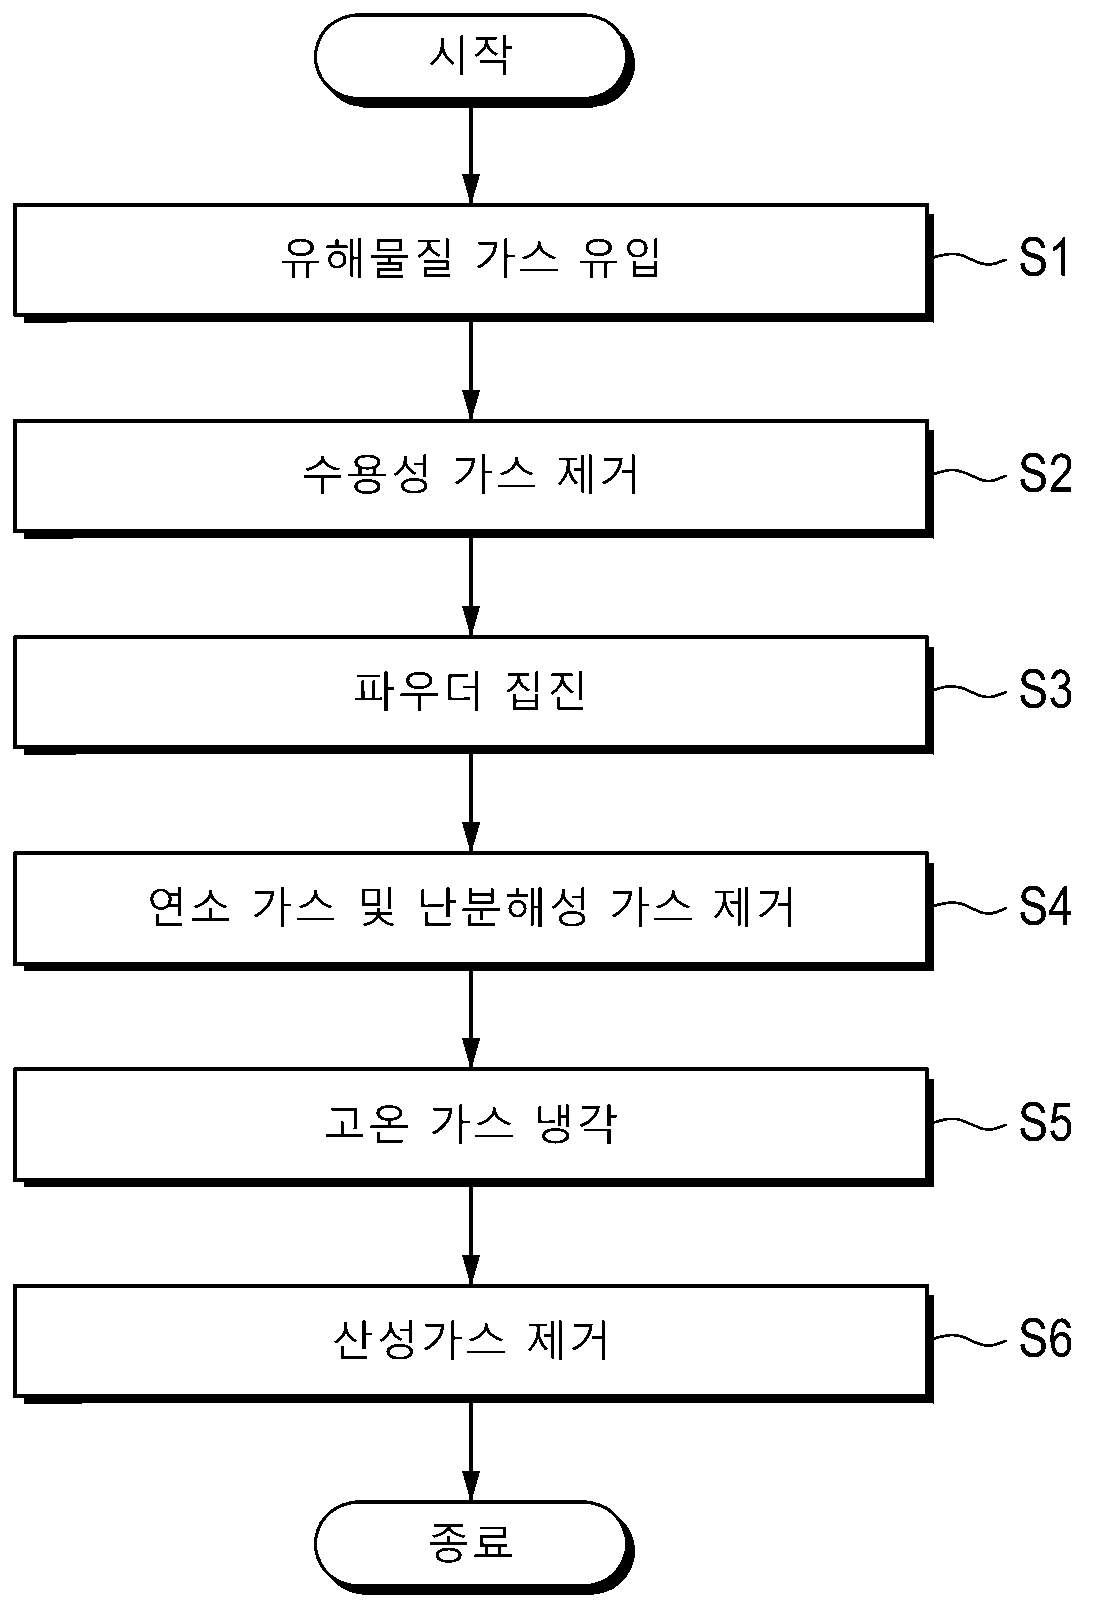 시작
유해물질 가스 유입
S1
수용성 가스 제거
S2
파우더 집진
S3
연소 가스 및 난분해성 가스 제거
S4
고온 가스 냉각
S5
산성가스 제거
S6
종료